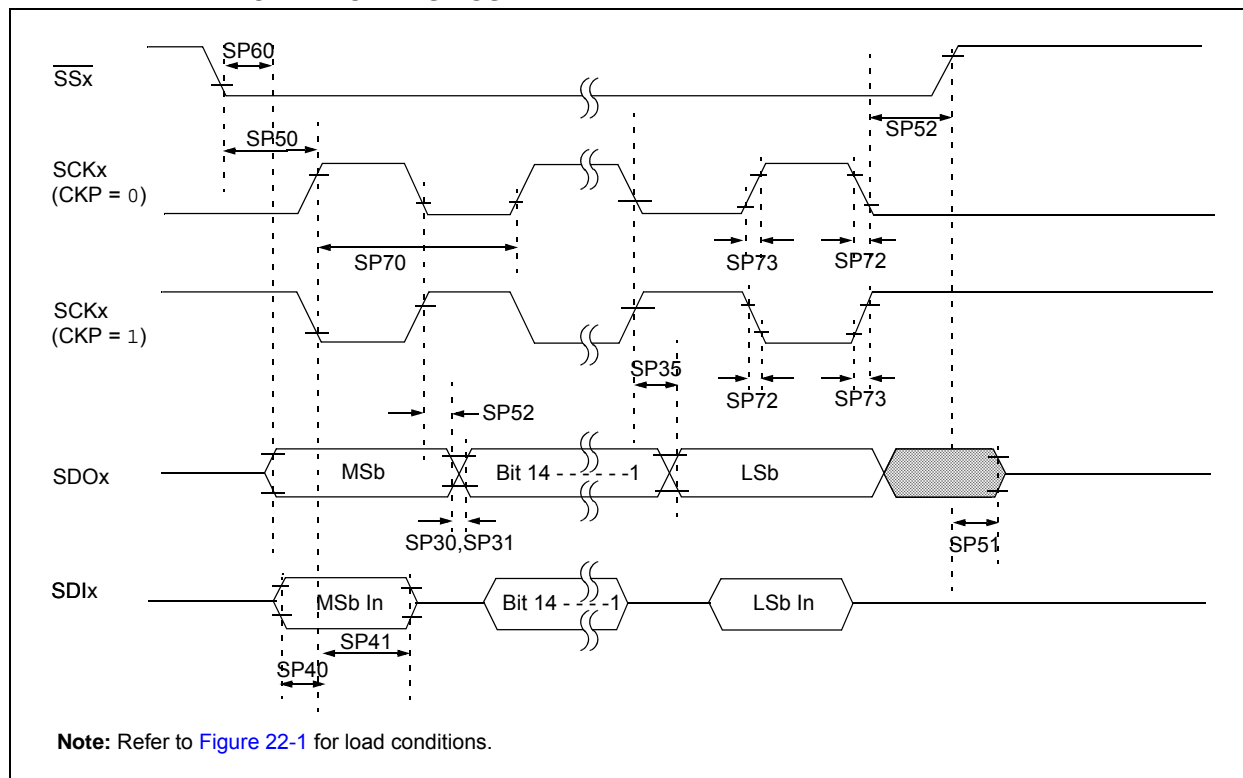 SP60
SSx
SP52
SP50
SCKx
(CKP = 0)
SP70
SP73
SP72
SCKx
(CKP = 1)
SP35
SP72
SP73
SP52
SDOx
MSb
Bit 14 - - - - - -1
LSb
SP30,SP31
SP51
SDIx
MSb In
Bit 14 - - - -1
LSb In
SP41
SP40
Note: Refer to Figure 22-1 for load conditions.